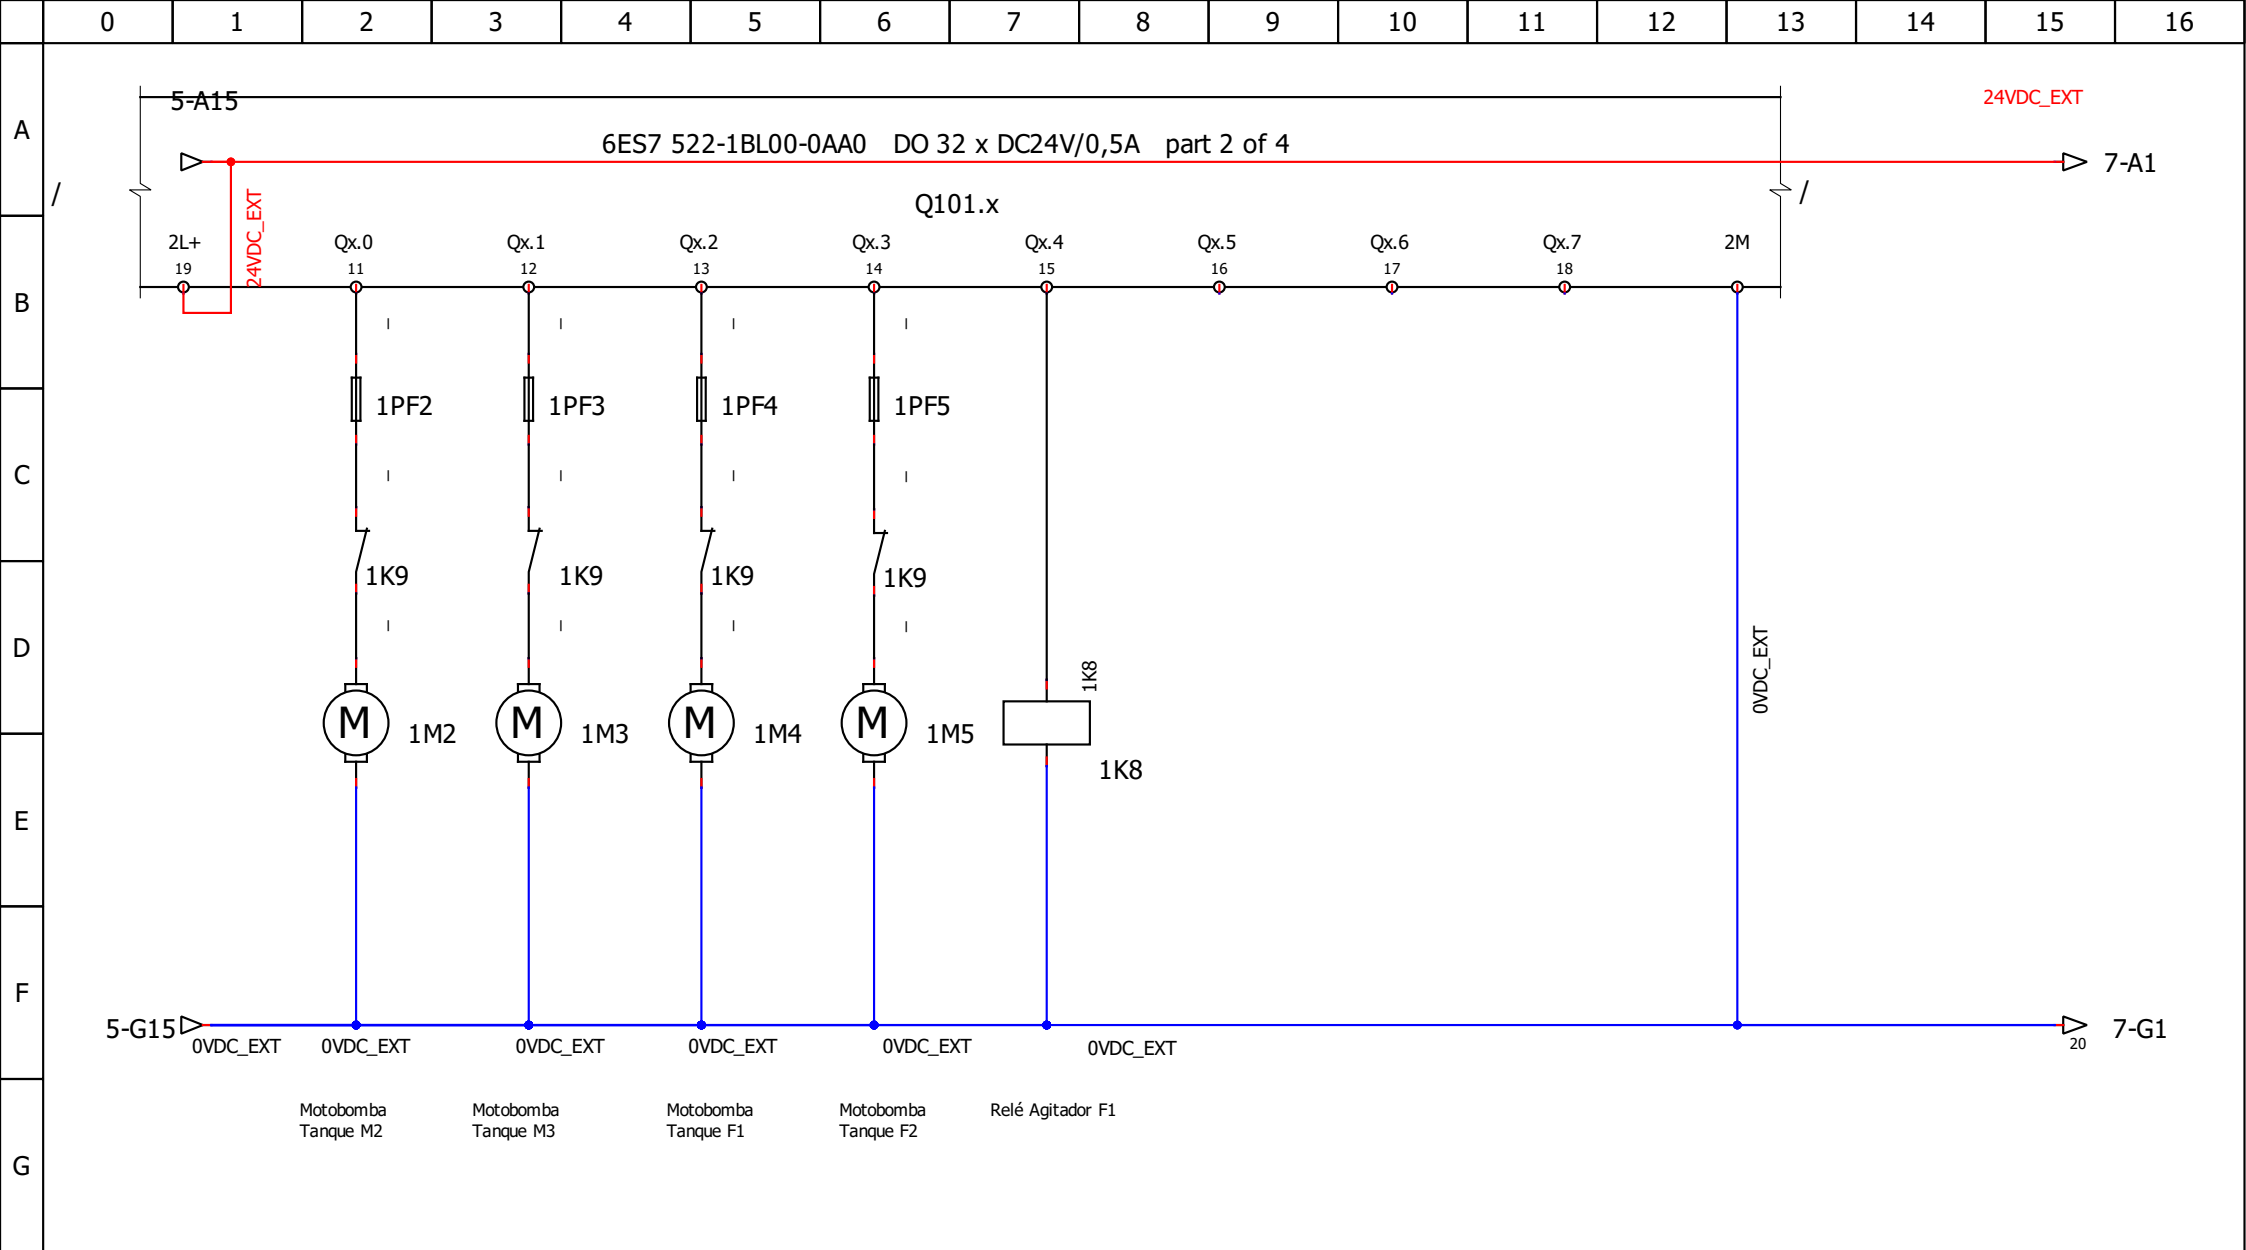 0 1 2 3 4 5 6 7 8 9 10 11 12 13 14 15 16
A
5-A15
24VDC_EXT
6ES7 522-1BL00-0AA0 DO 32 x DC24V/0,5A part 2 of 4
7-A1
/
/
Q101.x
24VDC_EXT
B
2L+ Qx.0 Qx.1 Qx.2 Qx.3 Qx.4 Qx.5 Qx.6 Qx.7 2M
19 11 12 13 14 15 16 17 18
C
1PF2 1PF3 1PF4 1PF5
1K9 1K9 1K9 1K9
D
1K8
0VDC_EXT
M 1M2 M 1M3 M 1M4 M 1M5
1K8
E
F
5-G15
7-G1
20
0VDC_EXT 0VDC_EXT 0VDC_EXT 0VDC_EXT 0VDC_EXT 0VDC_EXT
G
Motobomba
Tanque M2
Motobomba
Tanque M3
Motobomba
Tanque F1
Motobomba
Tanque F2
Relé Agitador F1